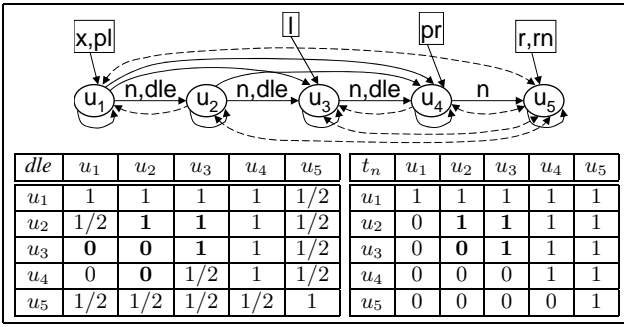 x,pl
l
pr
r,rn
n,dle
n,dle
n,dle
n
u1
u2
u3
u4
u5
dle u1 u2 u3 u4 u5
u1 1 1 1 1 1/2
u2 1/2 1 1 1 1/2
u3 0 0 1 1 1/2
u4 0 0 1/2 1 1/2
u5 1/2 1/2 1/2 1/2 1
tn u1 u2 u3 u4 u5
u1 1 1 1 1 1
u2 0 1 1 1 1
u3 0 0 1 1 1
u4 0 0 0 1 1
u5 0 0 0 0 1